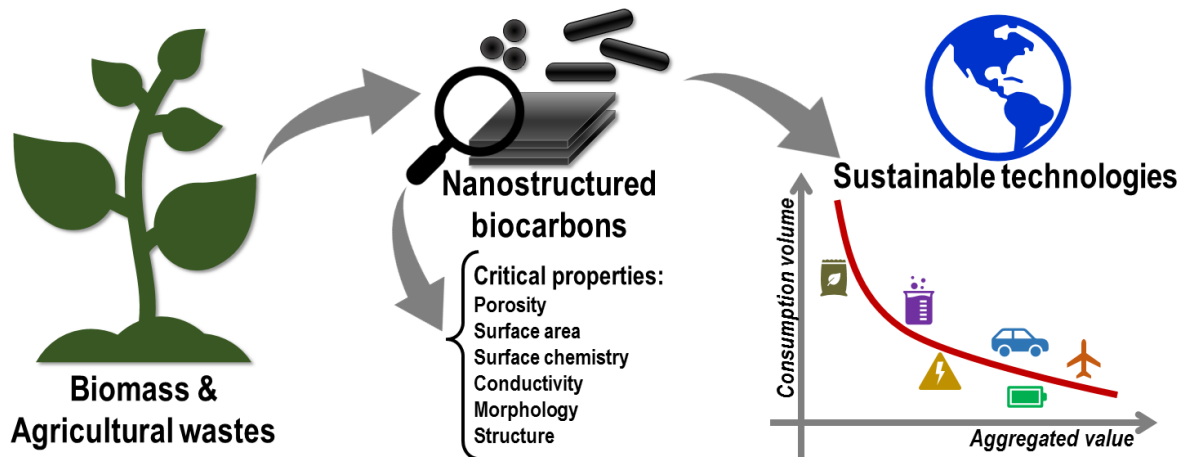 Biomass &
Agricultural wastes
Nanostructured
biocarbons
Critical properties:
Porosity
Surface area
Surface chemistry
Conductivity
Morphology
Structure
Sustainable technologies
Consumption volume
Aggregated value